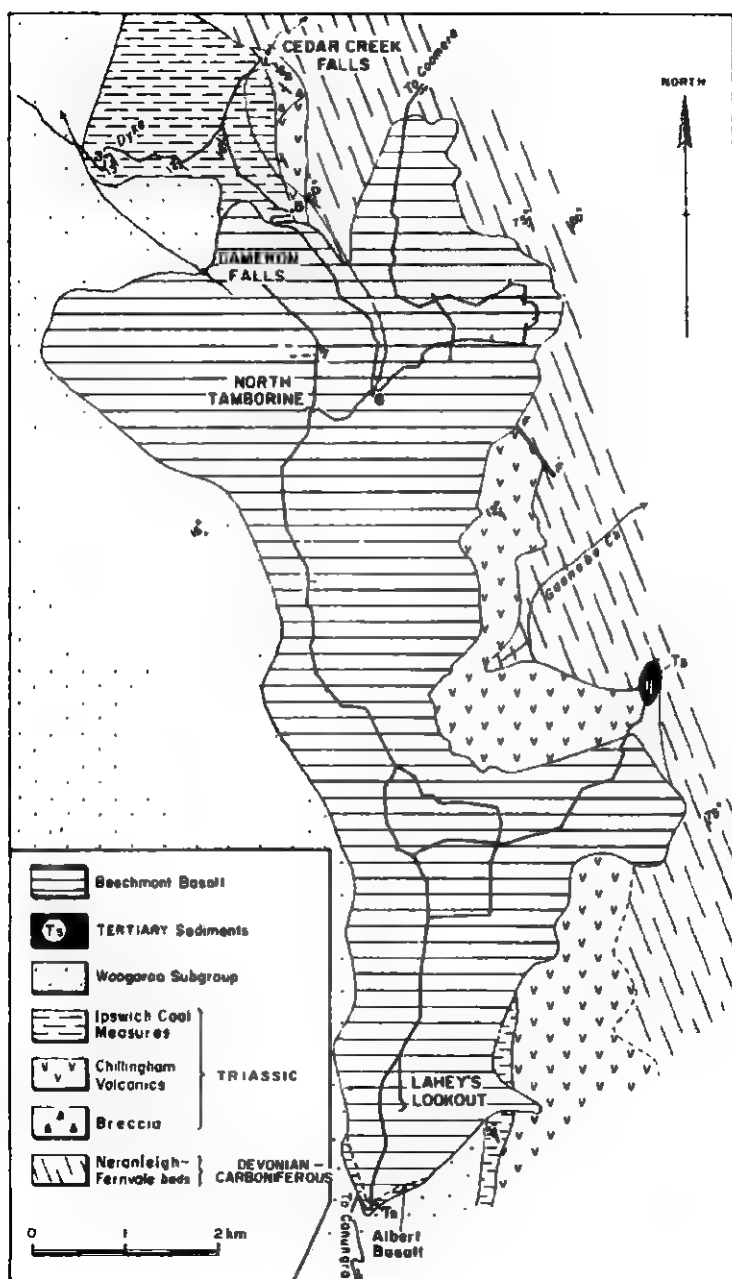 CEDAR CREEK
FALLS
To Coomera
NORTH
Dyke
CAMERON
FALLS
NORTH
TAMBORINE
Ts
LAHEY'S
LOOKOUT
Ts
Albert
Basalt
To Canungra
Beechmont Basalt
Ts
TERTIARY Sediments
Woogaroo Subgroup
Ipswich Coal
Measures
Chillingham
Volcanics
TRIASSIC
Breccia
Neranleigh-
Fernvale beds
DEVONIAN-
CARBONIFEROUS
0 1 2 km